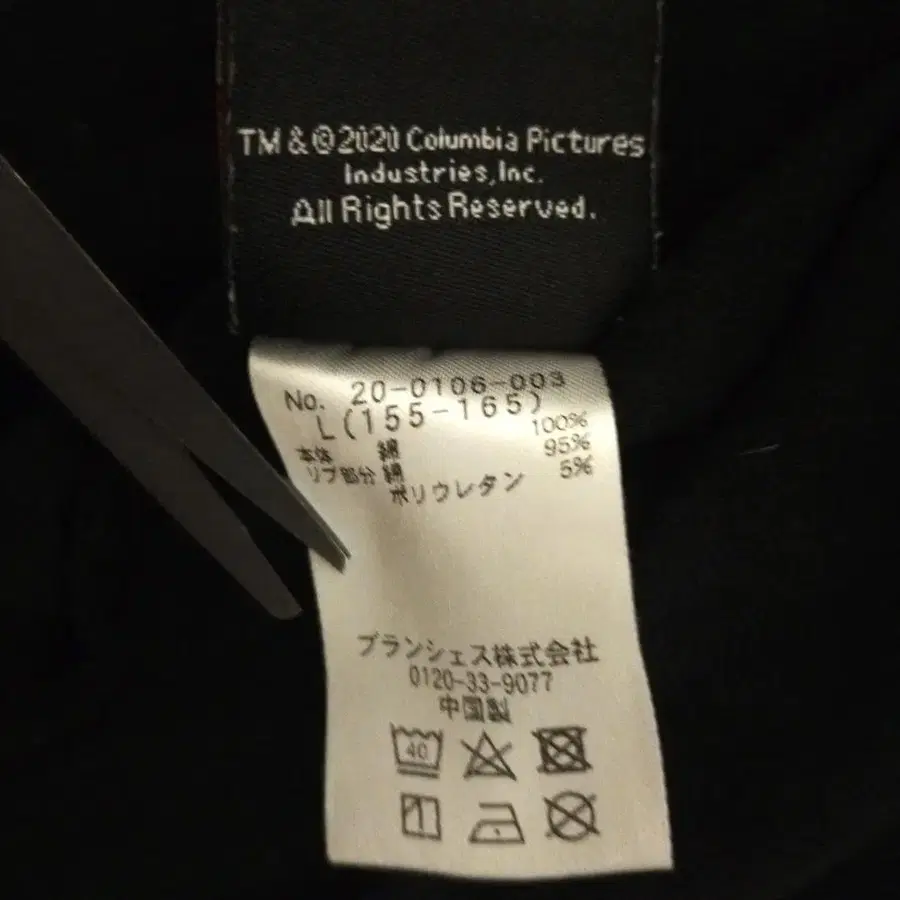 TM & ©2020 Columbia Pictures
Industries,Inc.
All Rights Reserved.
No. 20-0106-003
L(155-165)
本体 綿 100%
リブ部分 綿 95%
ポリウレタン 5%
ブランシェス株式会社
0120-33-9077
中国製
40